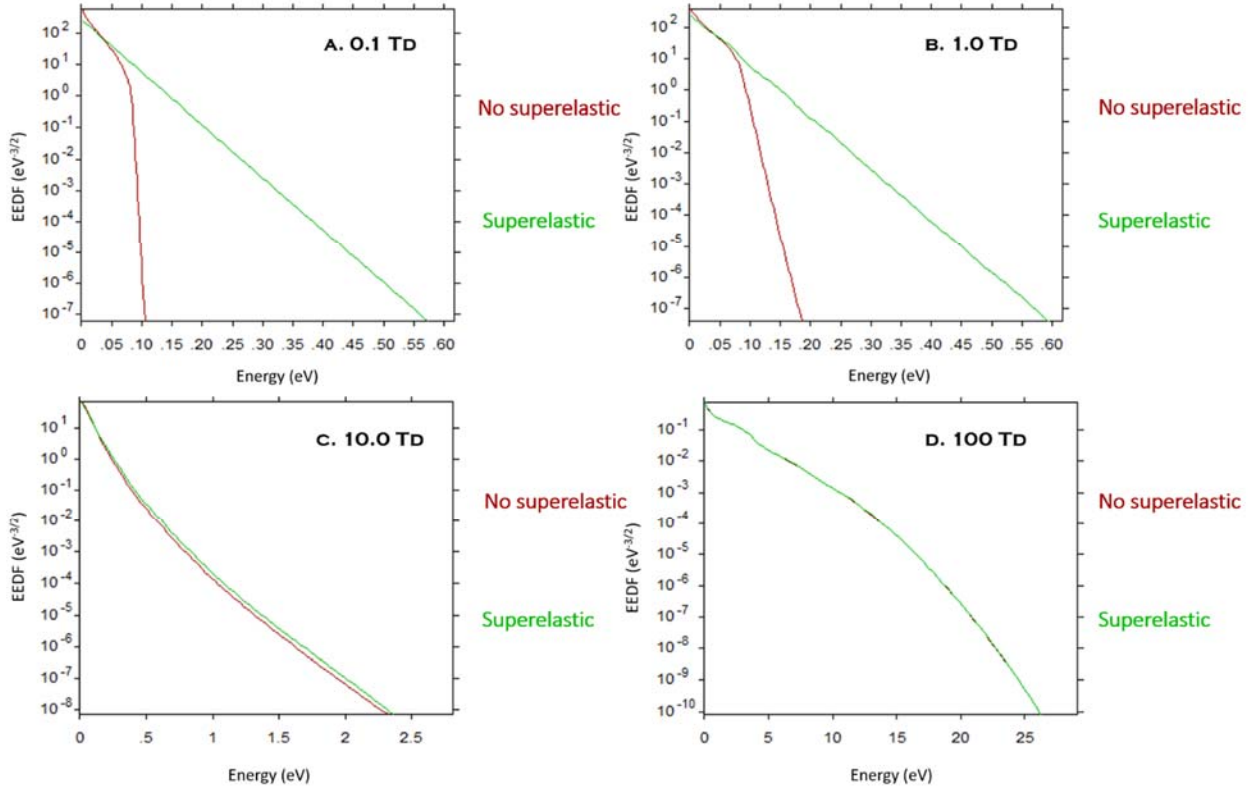 A. 0.1 TD
10²
10¹
10⁰
10⁻¹
10⁻²
10⁻³
10⁻⁴
10⁻⁵
10⁻⁶
10⁻⁷
EEDF (eV⁻³/²)
0 .05 .10 .15 .20 .25 .30 .35 .40 .45 .50 .55 .60
Energy (eV)
No superelastic
Superelastic
B. 1.0 TD
10²
10¹
10⁰
10⁻¹
10⁻²
10⁻³
10⁻⁴
10⁻⁵
10⁻⁶
10⁻⁷
EEDF (eV⁻³/²)
0 .05 .10 .15 .20 .25 .30 .35 .40 .45 .50 .55 .60
Energy (eV)
No superelastic
Superelastic
C. 10.0 TD
10¹
10⁰
10⁻¹
10⁻²
10⁻³
10⁻⁴
10⁻⁵
10⁻⁶
10⁻⁷
10⁻⁸
EEDF (eV⁻³/²)
0 .5 1 1.5 2 2.5
Energy (eV)
No superelastic
Superelastic
D. 100 TD
10⁻¹
10⁻²
10⁻³
10⁻⁴
10⁻⁵
10⁻⁶
10⁻⁷
10⁻⁸
10⁻⁹
10⁻¹⁰
EEDF (eV⁻³/²)
0 5 10 15 20 25
Energy (eV)
No superelastic
Superelastic